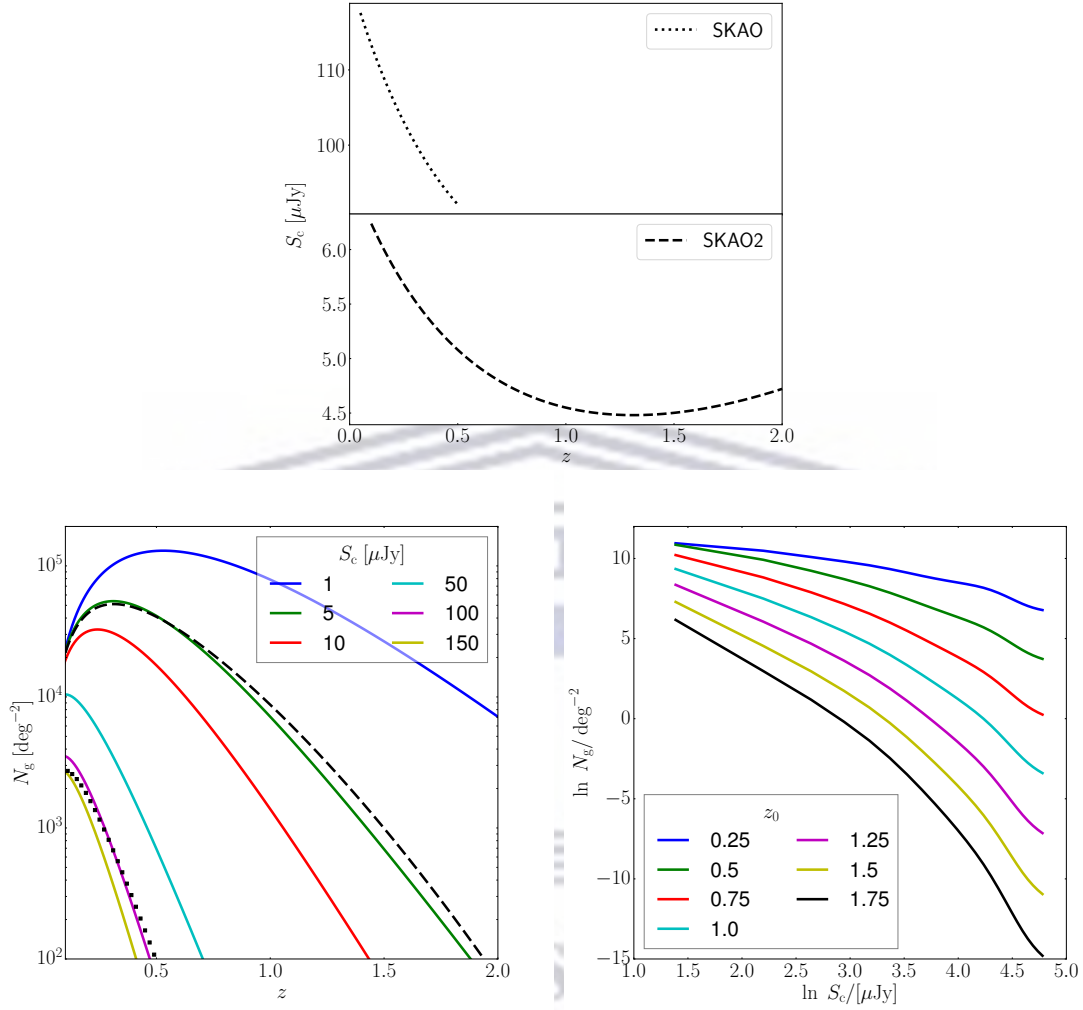 SKAO
110
100
S_c [μJy]
SKAO2
6.0
5.5
5.0
4.5
0.0 0.5 1.0 1.5 2.0
z
10^5
10^4
10^3
10^2
N_g [deg^−2]
S_c [μJy]
1 50
5 100
10 150
0.5 1.0 1.5 2.0
z
10
5
0
−5
−10
−15
ln N_g/ deg^−2
z_0
0.25 1.25
0.5 1.5
0.75 1.75
1.0
1.0 1.5 2.0 2.5 3.0 3.5 4.0 4.5 5.0
ln S_c/[μJy]